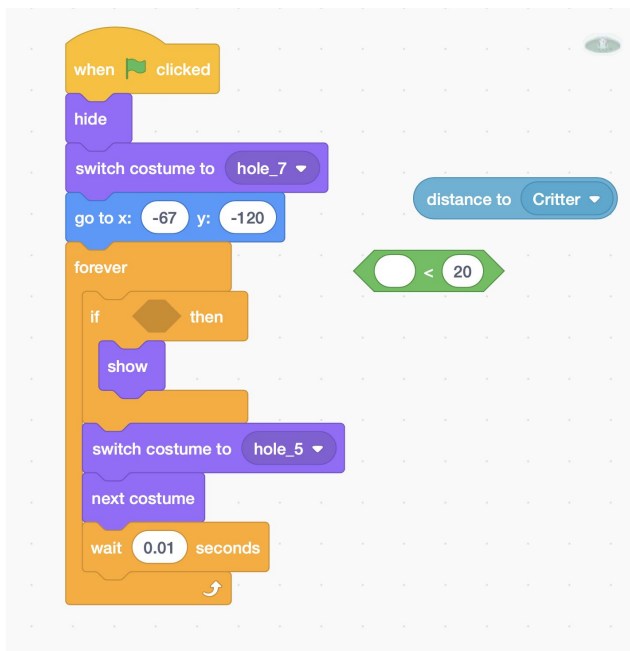 when clicked
hide
switch costume to hole_7
distance to Critter
go to x: -67 y: -120
forever
< 20
if then
show
switch costume to hole_5
next costume
wait 0.01 seconds